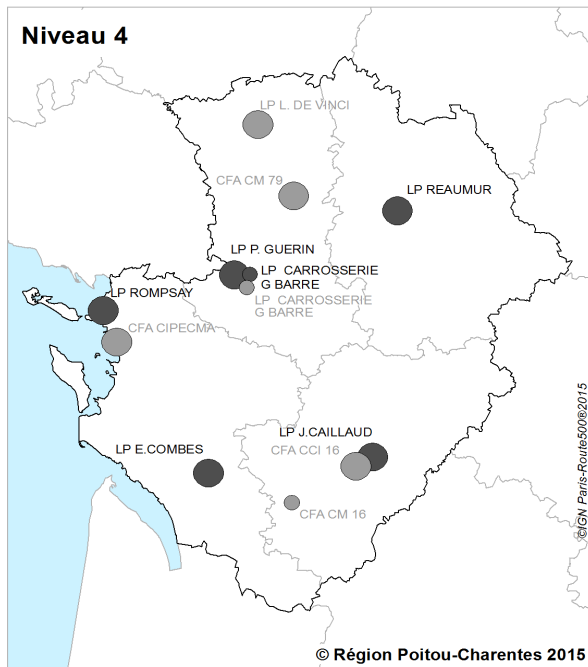 Niveau 4
LP L. DE VINCI
CFA CM 79
LP REAUMUR
LP P. GUERIN
LP  CARROSSERIE
G BARRE
LP  CARROSSERIE
G BARRE
LP ROMPSAY
CFA CIPECMA
LP J.CAILLAUD
CFA CCI 16
LP E.COMBES
CFA CM 16
©IGN Paris-Route500®2015
© Région Poitou-Charentes 2015